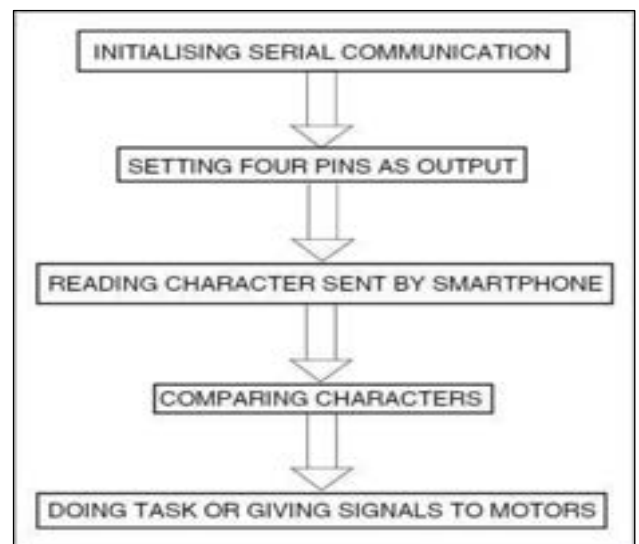 INITIALISING SERIAL COMMUNICATION
SETTING FOUR PINS AS OUTPUT
READING CHARACTER SENT BY SMARTPHONE
COMPARING CHARACTERS
DOING TASK OR GIVING SIGNALS TO MOTORS